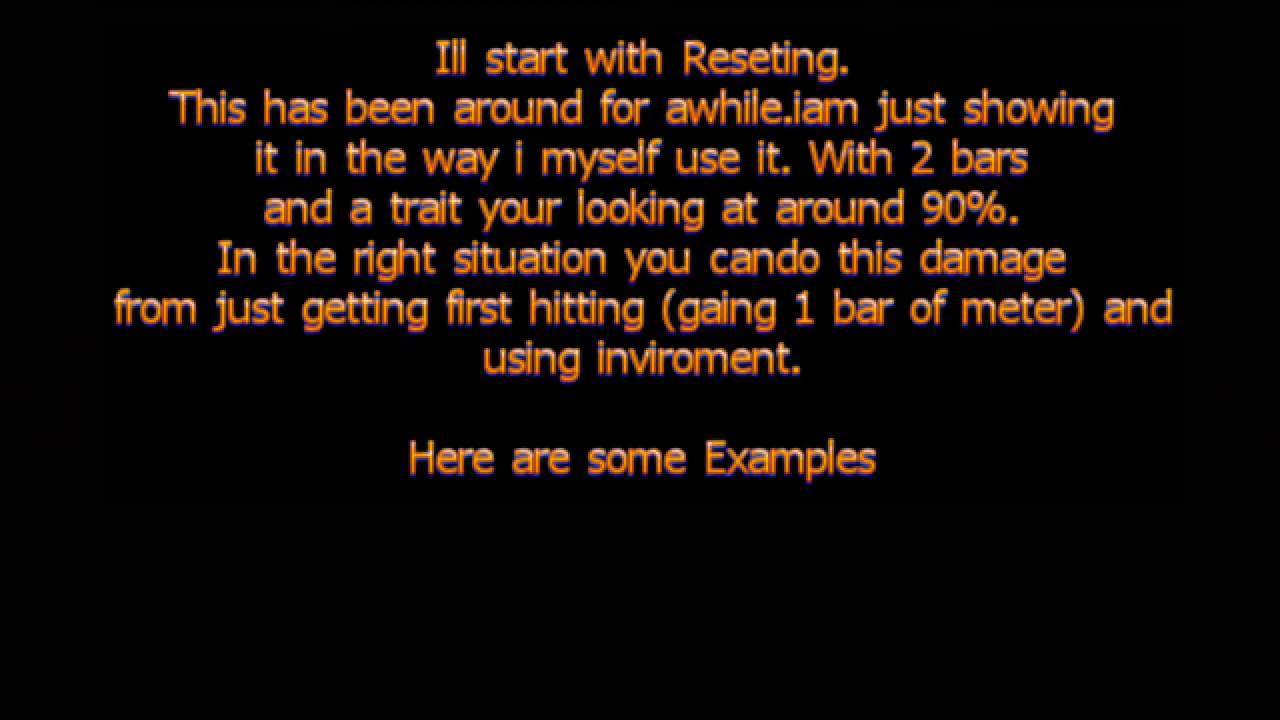 Ill start with Reseting.
This has been around for awhile.iam just showing
it in the way i myself use it. With 2 bars
and a trait your looking at around 90%.
In the right situation you cando this damage
from just getting first hitting (gaing 1 bar of meter) and
using inviroment.
Here are some Examples